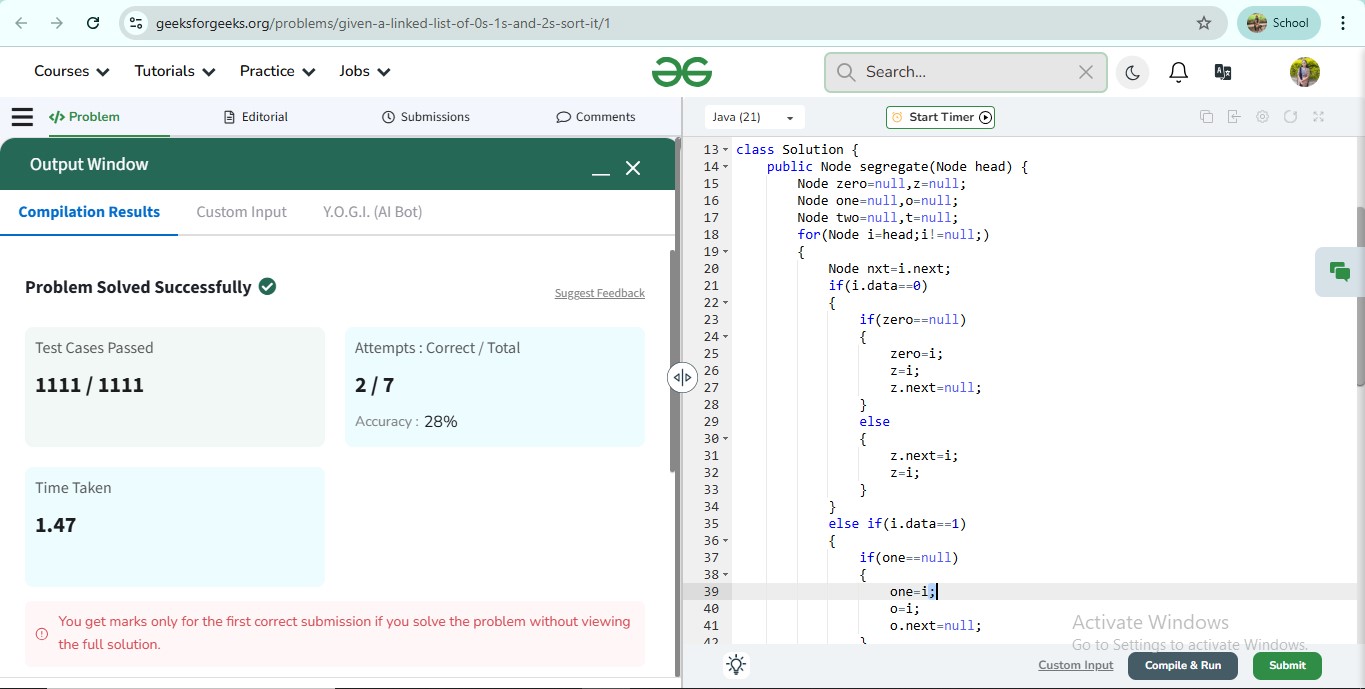 geeksforgeeks.org/problems/given-a-linked-list-of-0s-1s-and-2s-sort-it/1
School
Courses Tutorials Practice Jobs
Search...
Problem Editorial Submissions Comments
Java (21) Start Timer
Output Window
Compilation Results Custom Input Y.O.G.I. (AI Bot)
Problem Solved Successfully
Suggest Feedback
Test Cases Passed
1111 / 1111
Attempts : Correct / Total
2 / 7
Accuracy : 28%
Time Taken
1.47
You get marks only for the first correct submission if you solve the problem without viewing
the full solution.
13 class Solution {
14 public Node segregate(Node head) {
15 Node zero=null,z=null;
16 Node one=null,o=null;
17 Node two=null,t=null;
18 for(Node i=head;i!=null;)
19 {
20 Node nxt=i.next;
21 if(i.data==0)
22 {
23 if(zero==null)
24 {
25 zero=i;
26 z=i;
27 z.next=null;
28 }
29 else
30 {
31 z.next=i;
32 z=i;
33 }
34 }
35 else if(i.data==1)
36 {
37 if(one==null)
38 {
39 one=i;
40 o=i;
41 o.next=null;
42 }
Activate Windows
Go to Settings to activate Windows.
Custom Input Compile & Run Submit